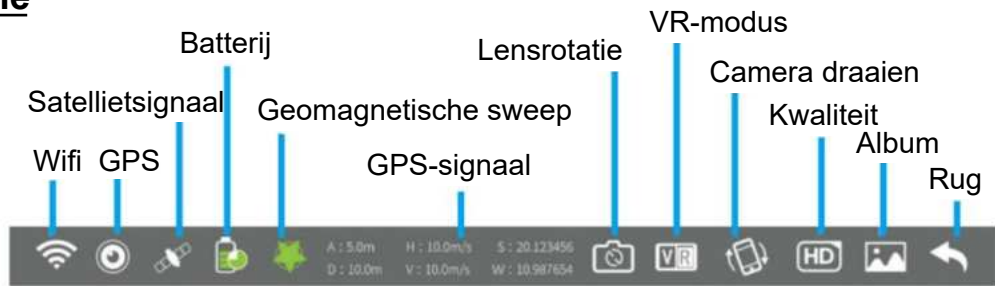 ne
VR-modus
Batterij
Lensrotatie
Camera draaien
Satellietsignaal
Geomagnetische sweep
Kwaliteit
Album
Wifi GPS
GPS-signaal
Rug
A : 5.0m H : 10.0m/s S : 20.123456
D : 10.0m V : 10.0m/s W : 10.987654
VR
HD